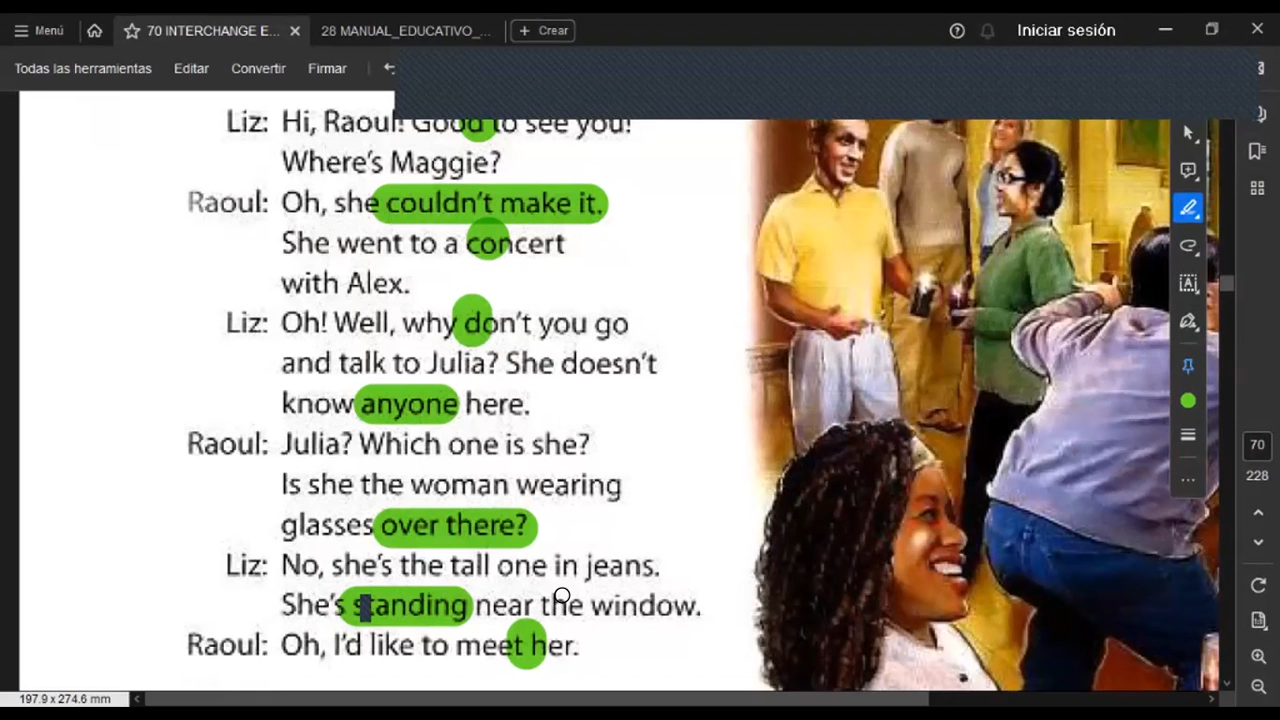 Menú
70 INTERCHANGE E...
28 MANUAL_EDUCATIVO_...
Crear
Iniciar sesión
Todas las herramientas
Editar
Convertir
Firmar
Liz: Hi, Raoul! Good to see you!
Where's Maggie?
Raoul: Oh, she couldn't make it.
She went to a concert
with Alex.
Liz: Oh! Well, why don't you go
and talk to Julia? She doesn't
know anyone here.
Raoul: Julia? Which one is she?
Is she the woman wearing
glasses over there?
Liz: No, she's the tall one in jeans.
She's standing near the window.
Raoul: Oh, I'd like to meet her.
70
228
197.9 x 274.6 mm